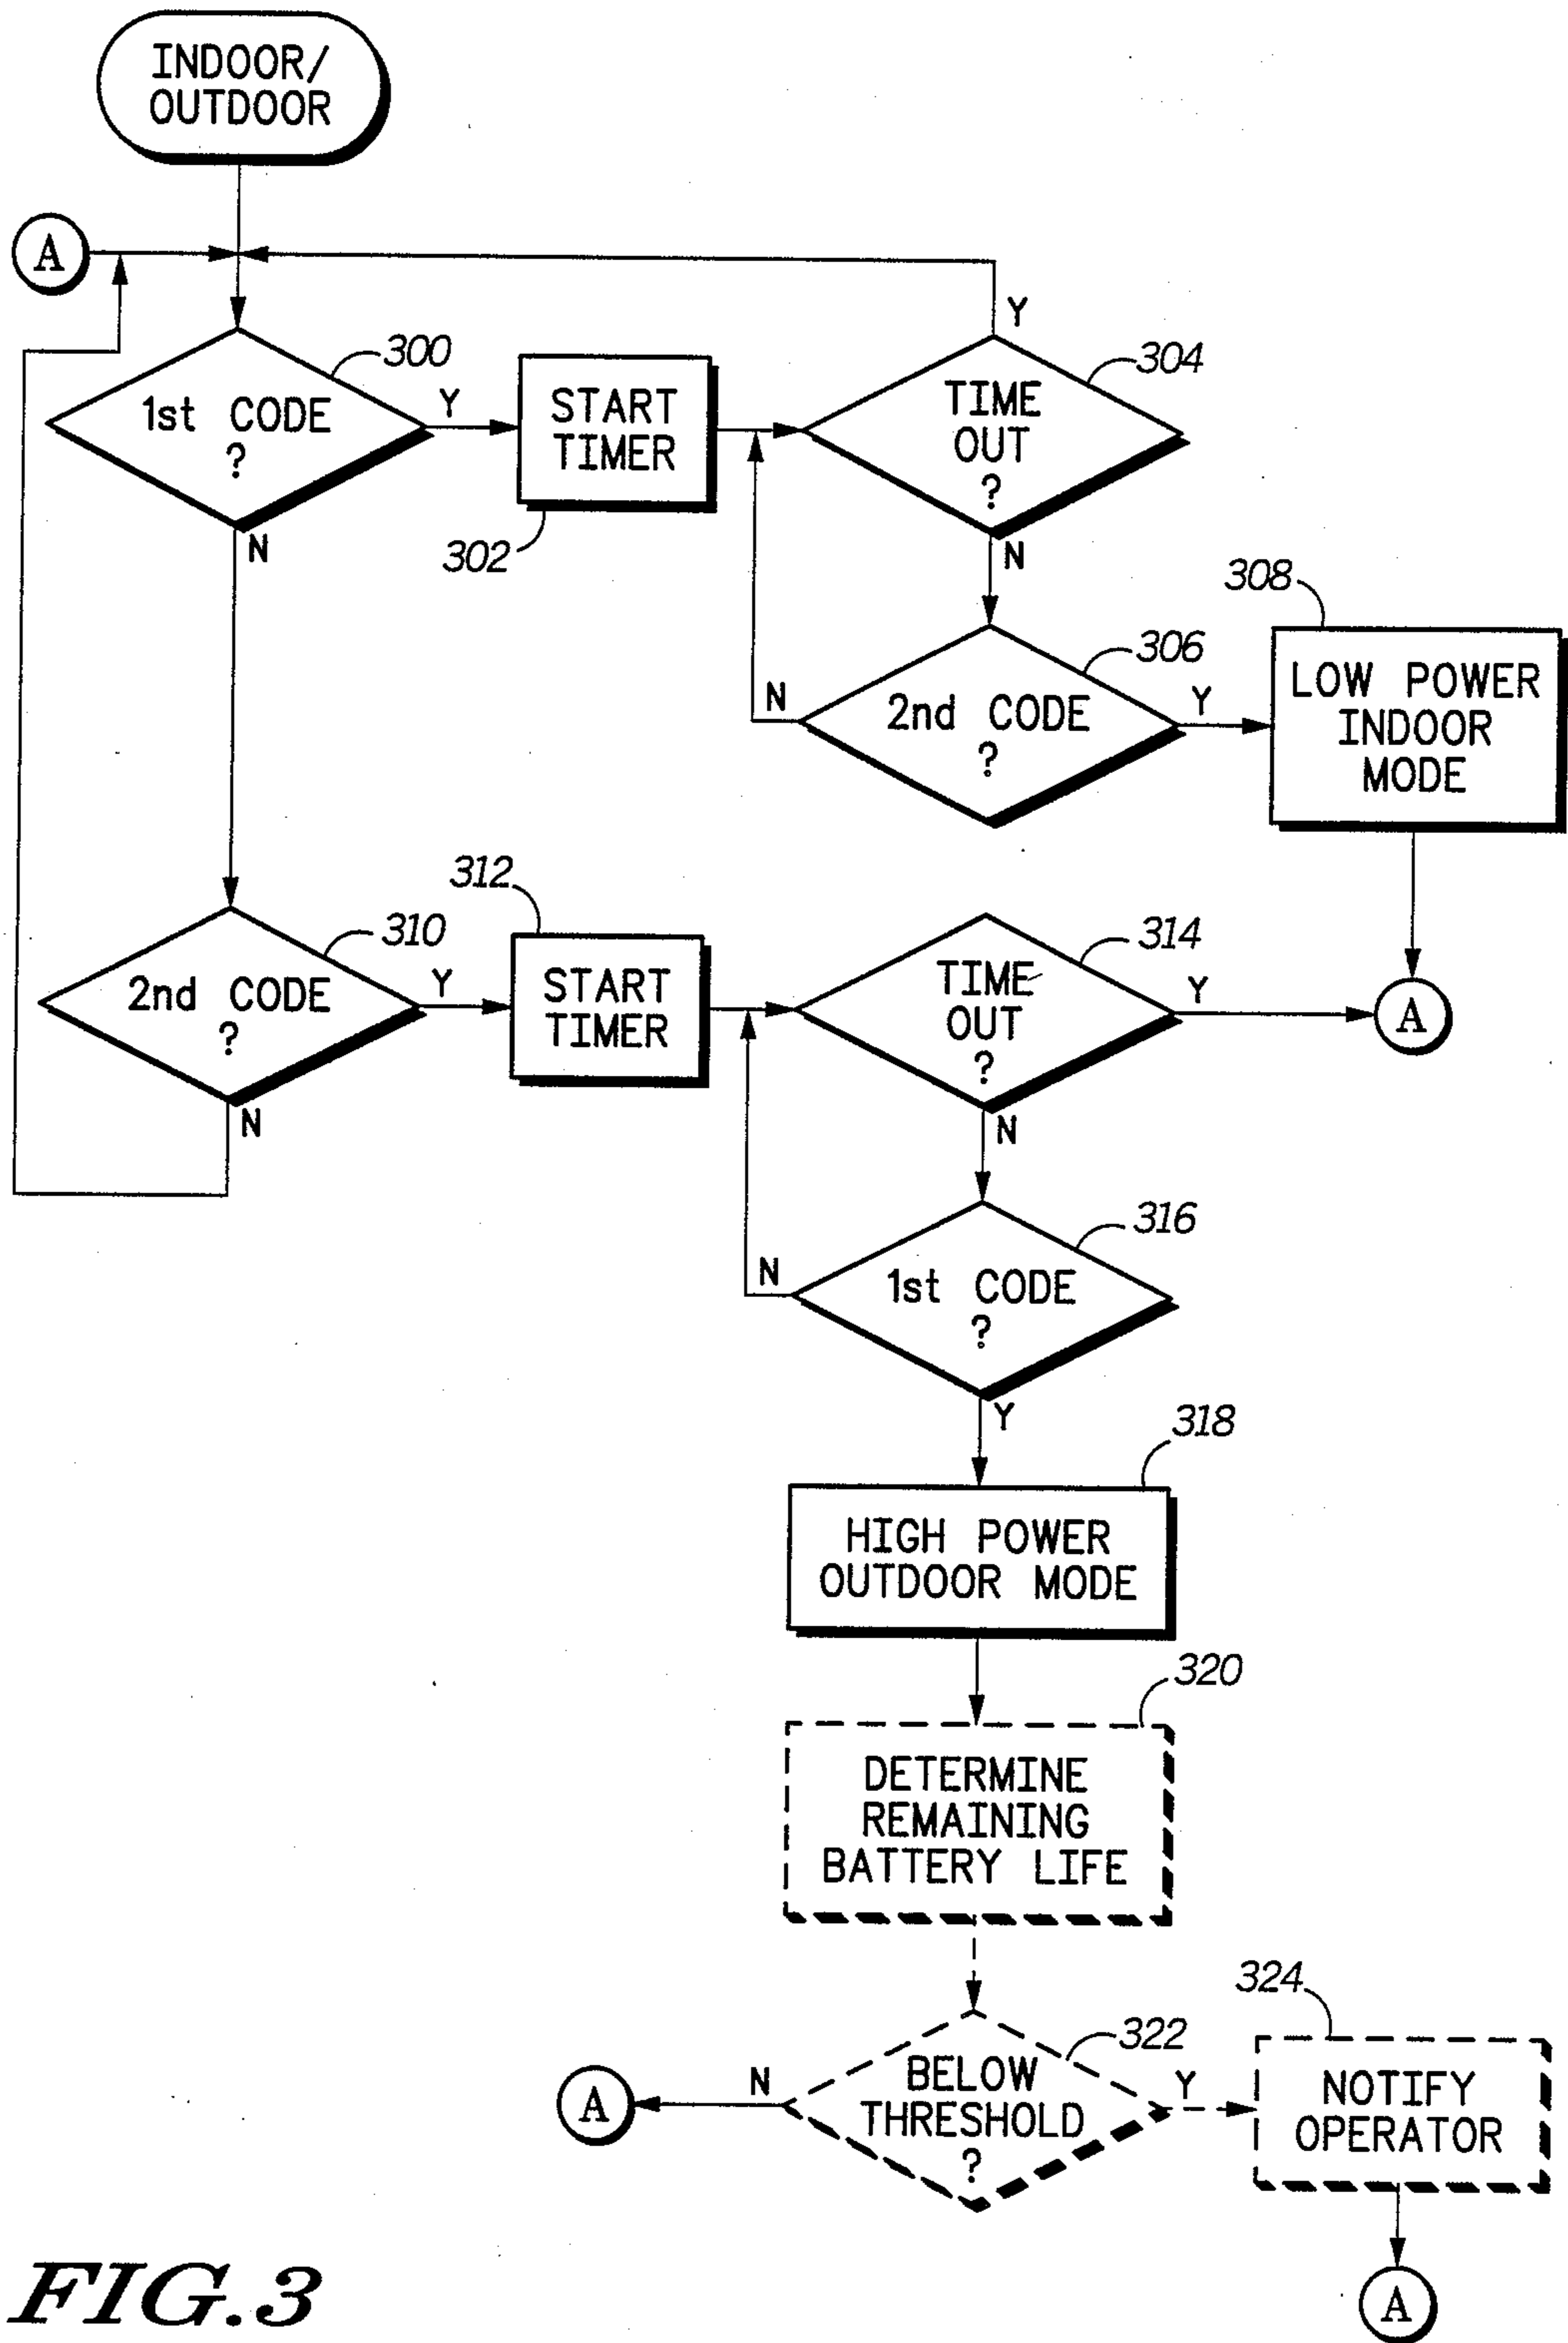 INDOOR/
OUTDOOR
A
1st CODE
?
300
Y
N
START
TIMER
302
TIME
OUT
?
304
Y
N
2nd CODE
?
306
N
Y
308
LOW POWER
INDOOR
MODE
A
2nd CODE
?
310
Y
N
312
START
TIMER
TIME
OUT
?
314
Y
N
1st CODE
?
316
N
Y
318
HIGH POWER
OUTDOOR MODE
320
DETERMINE
REMAINING
BATTERY LIFE
BELOW
THRESHOLD
?
322
N
A
Y
324
NOTIFY
OPERATOR
A
FIG.3